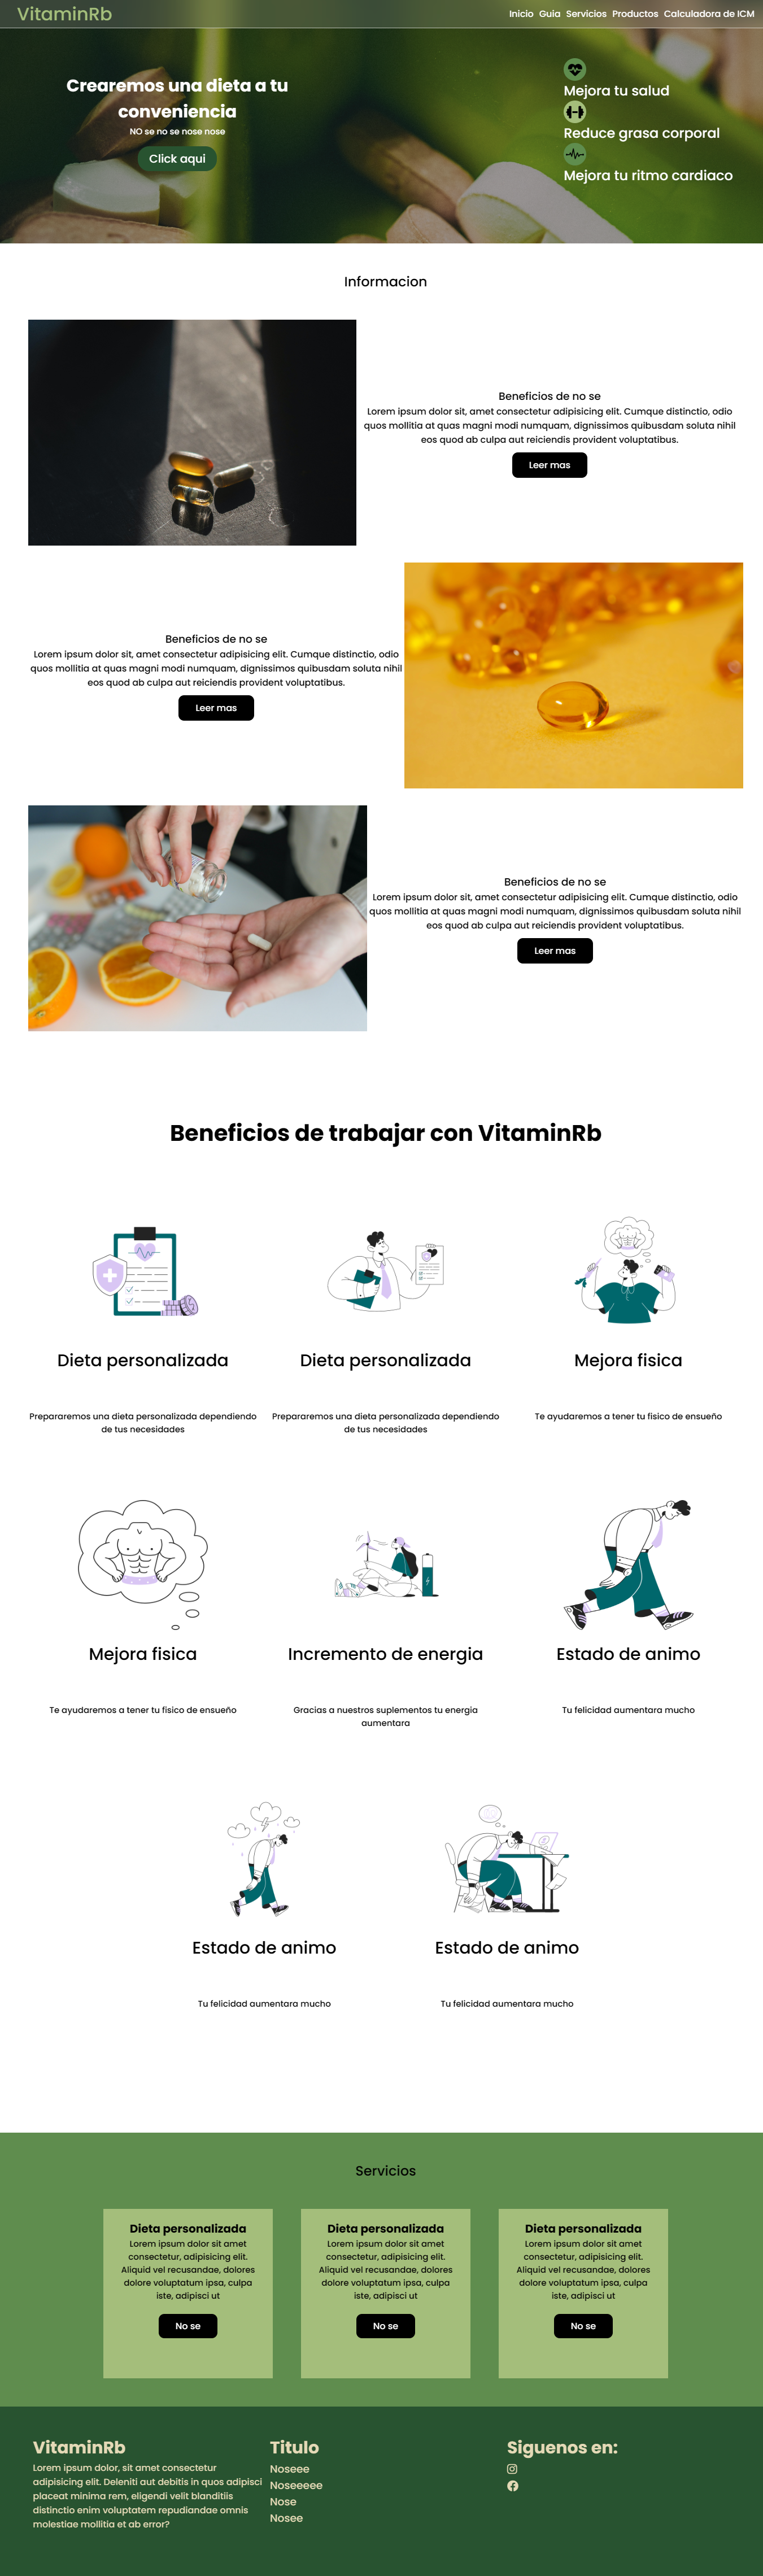 VitaminRb
Inicio Guia Servicios Productos Calculadora de ICM
Crearemos una dieta a tu
conveniencia
NO se no se nose nose
Click aqui
Mejora tu salud
Reduce grasa corporal
Mejora tu ritmo cardiaco
Informacion
Beneficios de no se
Lorem ipsum dolor sit, amet consectetur adipisicing elit. Cumque distinctio, odio
quos mollitia at quas magni modi numquam, dignissimos quibusdam soluta nihil
eos quod ab culpa aut reiciendis provident voluptatibus.
Leer mas
Beneficios de no se
Lorem ipsum dolor sit, amet consectetur adipisicing elit. Cumque distinctio, odio
quos mollitia at quas magni modi numquam, dignissimos quibusdam soluta nihil
eos quod ab culpa aut reiciendis provident voluptatibus.
Leer mas
Beneficios de no se
Lorem ipsum dolor sit, amet consectetur adipisicing elit. Cumque distinctio, odio
quos mollitia at quas magni modi numquam, dignissimos quibusdam soluta nihil
eos quod ab culpa aut reiciendis provident voluptatibus.
Leer mas
Beneficios de trabajar con VitaminRb
Dieta personalizada
Prepararemos una dieta personalizada dependiendo
de tus necesidades
Dieta personalizada
Prepararemos una dieta personalizada dependiendo
de tus necesidades
Mejora fisica
Te ayudaremos a tener tu fisico de ensueño
Mejora fisica
Te ayudaremos a tener tu fisico de ensueño
Incremento de energia
Gracias a nuestros suplementos tu energia
aumentara
Estado de animo
Tu felicidad aumentara mucho
Estado de animo
Tu felicidad aumentara mucho
Estado de animo
Tu felicidad aumentara mucho
Servicios
Dieta personalizada
Lorem ipsum dolor sit amet
consectetur, adipisicing elit.
Aliquid vel recusandae, dolores
dolore voluptatum ipsa, culpa
iste, adipisci ut
No se
Dieta personalizada
Lorem ipsum dolor sit amet
consectetur, adipisicing elit.
Aliquid vel recusandae, dolores
dolore voluptatum ipsa, culpa
iste, adipisci ut
No se
Dieta personalizada
Lorem ipsum dolor sit amet
consectetur, adipisicing elit.
Aliquid vel recusandae, dolores
dolore voluptatum ipsa, culpa
iste, adipisci ut
No se
VitaminRb
Lorem ipsum dolor, sit amet consectetur
adipisicing elit. Deleniti aut debitis in quos adipisci
placeat minima rem, eligendi velit blanditiis
distinctio enim voluptatem repudiandae omnis
molestiae mollitia et ab error?
Titulo
Noseee
Noseeeee
Nose
Nosee
Siguenos en: